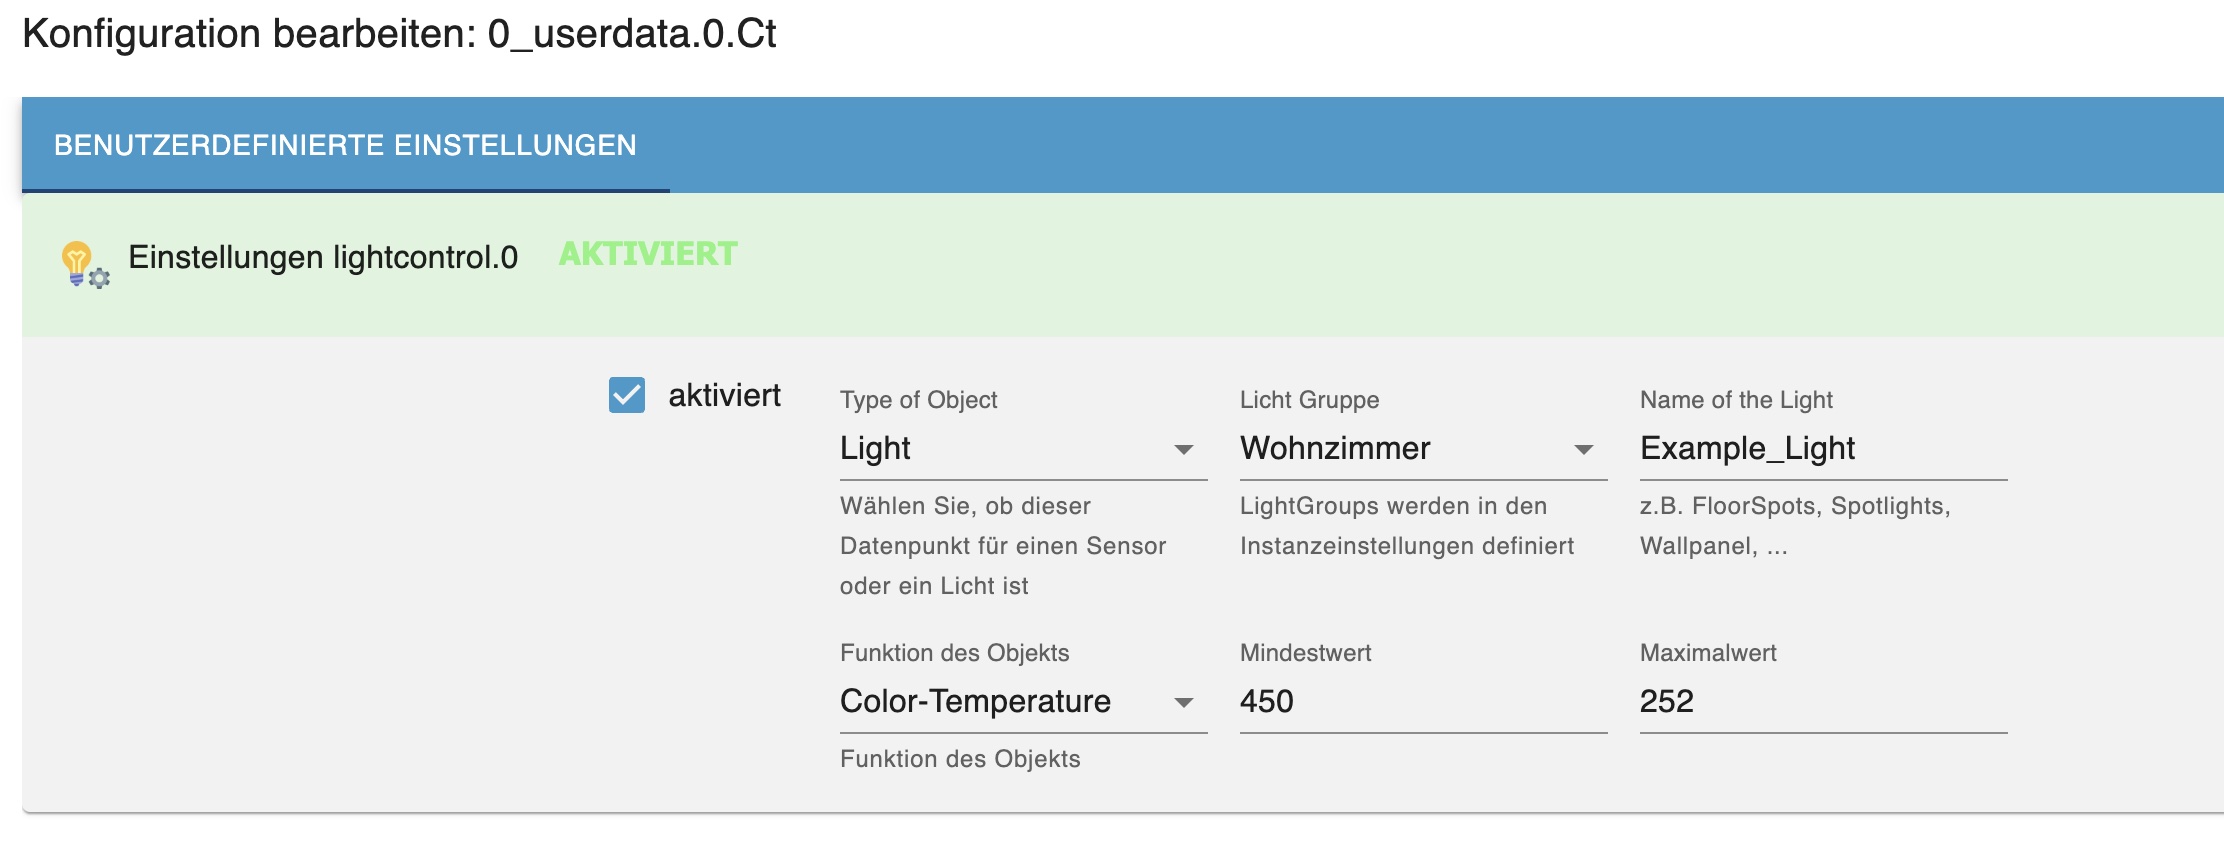 Konfiguration bearbeiten: 0_userdata.0.Ct
BENUTZERDEFINIERTE EINSTELLUNGEN
Einstellungen lightcontrol.0 AKTIVIERT
aktiviert
Type of Object
Light
Wählen Sie, ob dieser
Datenpunkt für einen Sensor
oder ein Licht ist
Licht Gruppe
Wohnzimmer
LightGroups werden in den
Instanzeinstellungen definiert
Name of the Light
Example_Light
z.B. FloorSpots, Spotlights,
Wallpanel, ...
Funktion des Objekts
Color-Temperature
Funktion des Objekts
Mindestwert
450
Maximalwert
252